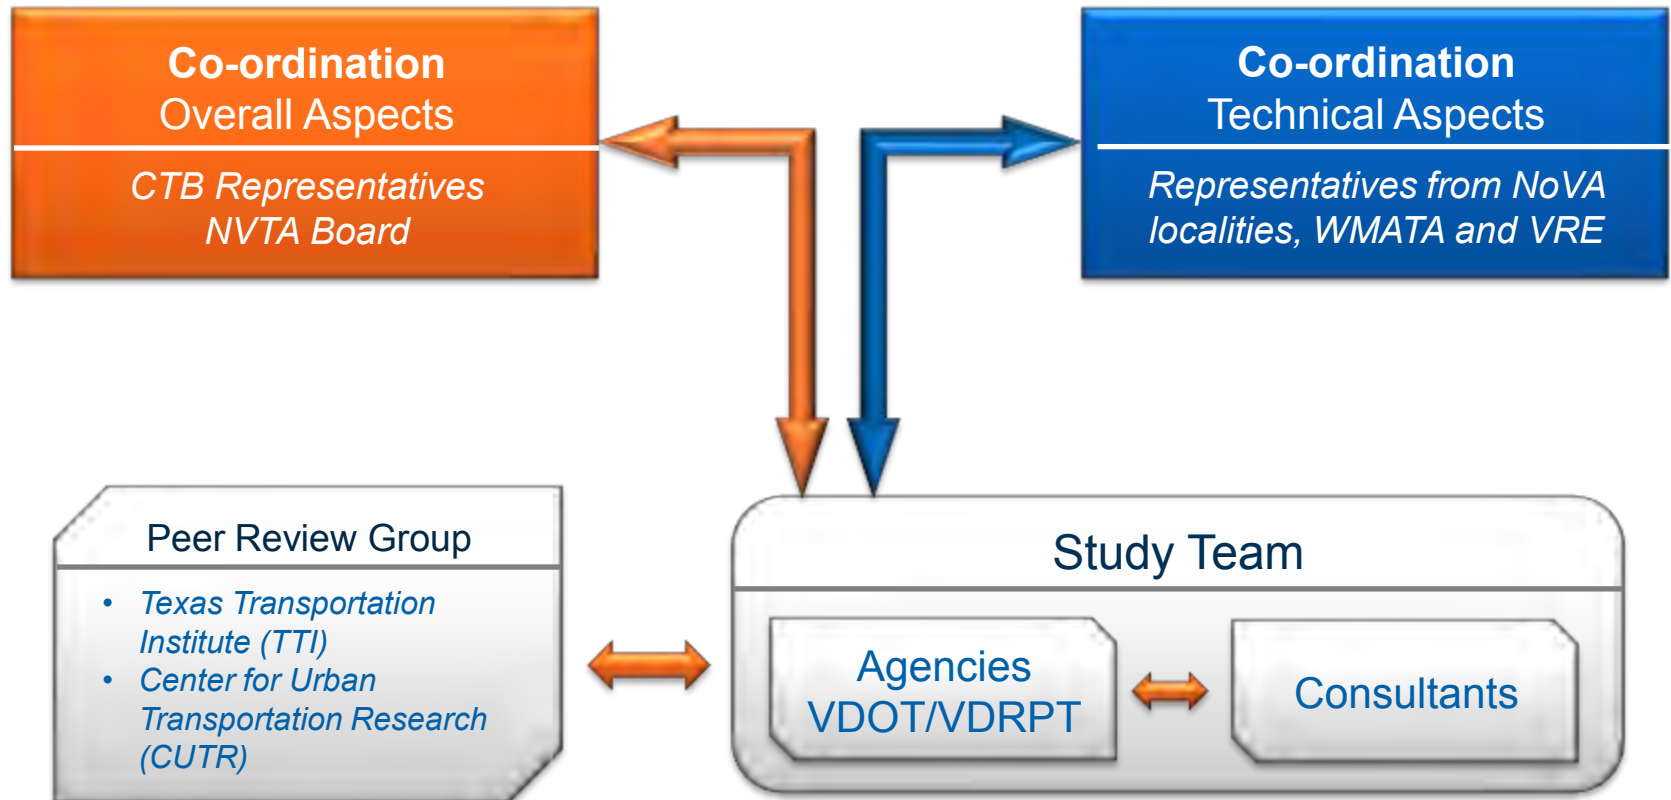 Co-ordination
Overall Aspects
CTB Representatives
NVTA Board
Co-ordination
Technical Aspects
Representatives from NoVA
localities, WMATA and VRE
Peer Review Group
• Texas Transportation
Institute (TTI)
• Center for Urban
Transportation Research
(CUTR)
Study Team
Agencies
VDOT/VDRPT
Consultants